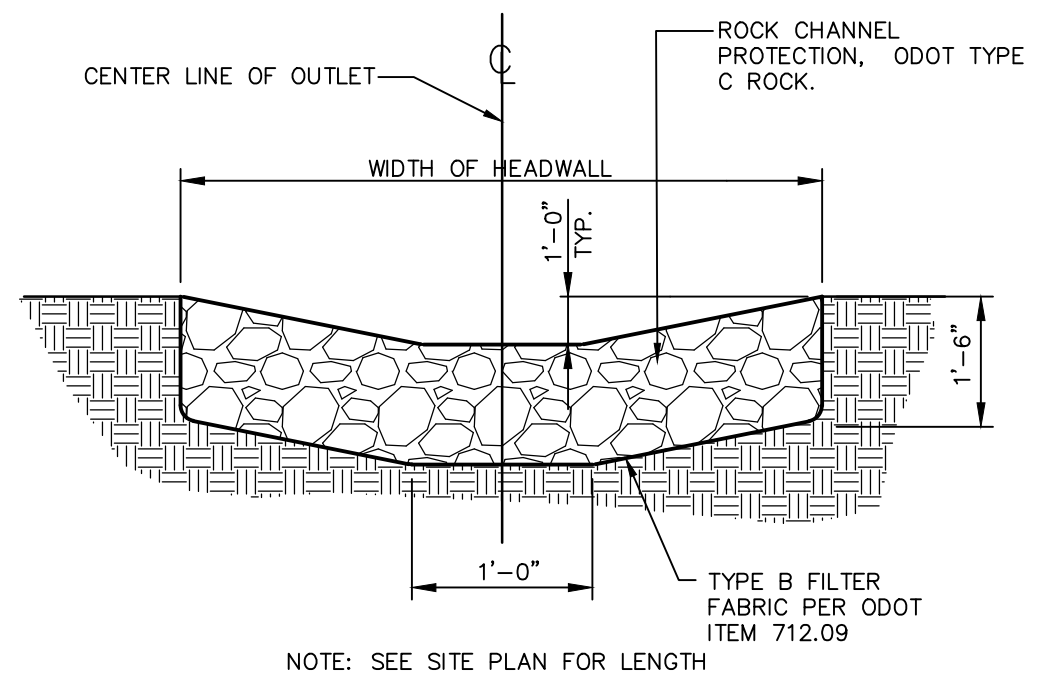 ROCK CHANNEL
PROTECTION, ODOT TYPE
C ROCK.
℄
CENTER LINE OF OUTLET
WIDTH OF HEADWALL
1'-0"
TYP.
1'-6"
1'-0"
TYPE B FILTER
FABRIC PER ODOT
ITEM 712.09
NOTE: SEE SITE PLAN FOR LENGTH